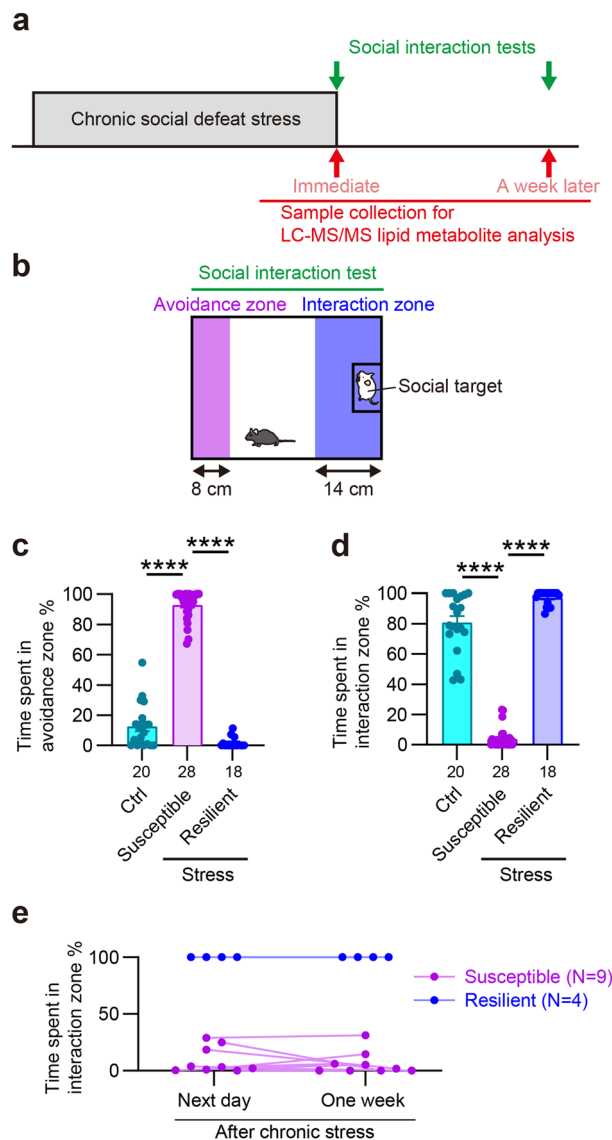 a
Social interaction tests
Chronic social defeat stress
Immediate
A week later
Sample collection for
LC-MS/MS lipid metabolite analysis
b
Social interaction test
Avoidance zone
Interaction zone
Social target
8 cm
14 cm
c
****
****
Time spent in
avoidance zone %
100
80
60
40
20
0
20
28
18
Ctrl
Susceptible
Resilient
Stress
d
****
****
Time spent in
interaction zone %
100
80
60
40
20
0
20
28
18
Ctrl
Susceptible
Resilient
Stress
e
Time spent in
interaction zone %
100
50
0
Susceptible (N=9)
Resilient (N=4)
Next day
One week
After chronic stress